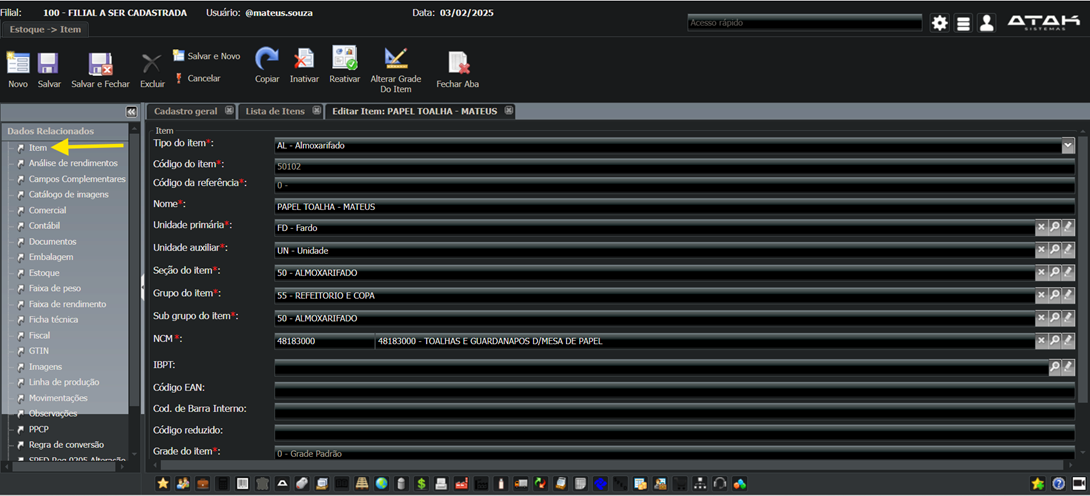 Filial: 100 - FILIAL A SER CADASTRADA Usuário: @mateus.souza Data: 03/02/2025
Acesso rápido
ATAK
SISTEMAS
Estoque -> Item
Novo Salvar Salvar e Fechar Excluir Salvar e Novo Cancelar Copiar Inativar Reativar Alterar Grade Do Item Fechar Aba
Cadastro geral Lista de Itens Editar Item: PAPEL TOALHA - MATEUS
Dados Relacionados
Item
Análise de rendimentos
Campos Complementares
Catálogo de imagens
Comercial
Contábil
Documentos
Embalagem
Estoque
Faixa de peso
Faixa de rendimento
Ficha técnica
Fiscal
GTIN
Imagens
Linha de produção
Movimentações
Observações
PPCP
Regra de conversão
SPED Reg 0205 Alteração
Item
Tipo do item*: AL - Almoxarifado
Código do item*: 50102
Código da referência*: 0 -
Nome*: PAPEL TOALHA - MATEUS
Unidade primária*: FD - Fardo
Unidade auxiliar*: UN - Unidade
Seção do item*: 50 - ALMOXARIFADO
Grupo do item*: 55 - REFEITORIO E COPA
Sub grupo do item*: 50 - ALMOXARIFADO
NCM *: 48183000 48183000 - TOALHAS E GUARDANAPOS D/MESA DE PAPEL
IBPT:
Código EAN:
Cod. de Barra Interno:
Código reduzido:
Grade do item*: 0 - Grade Padrão